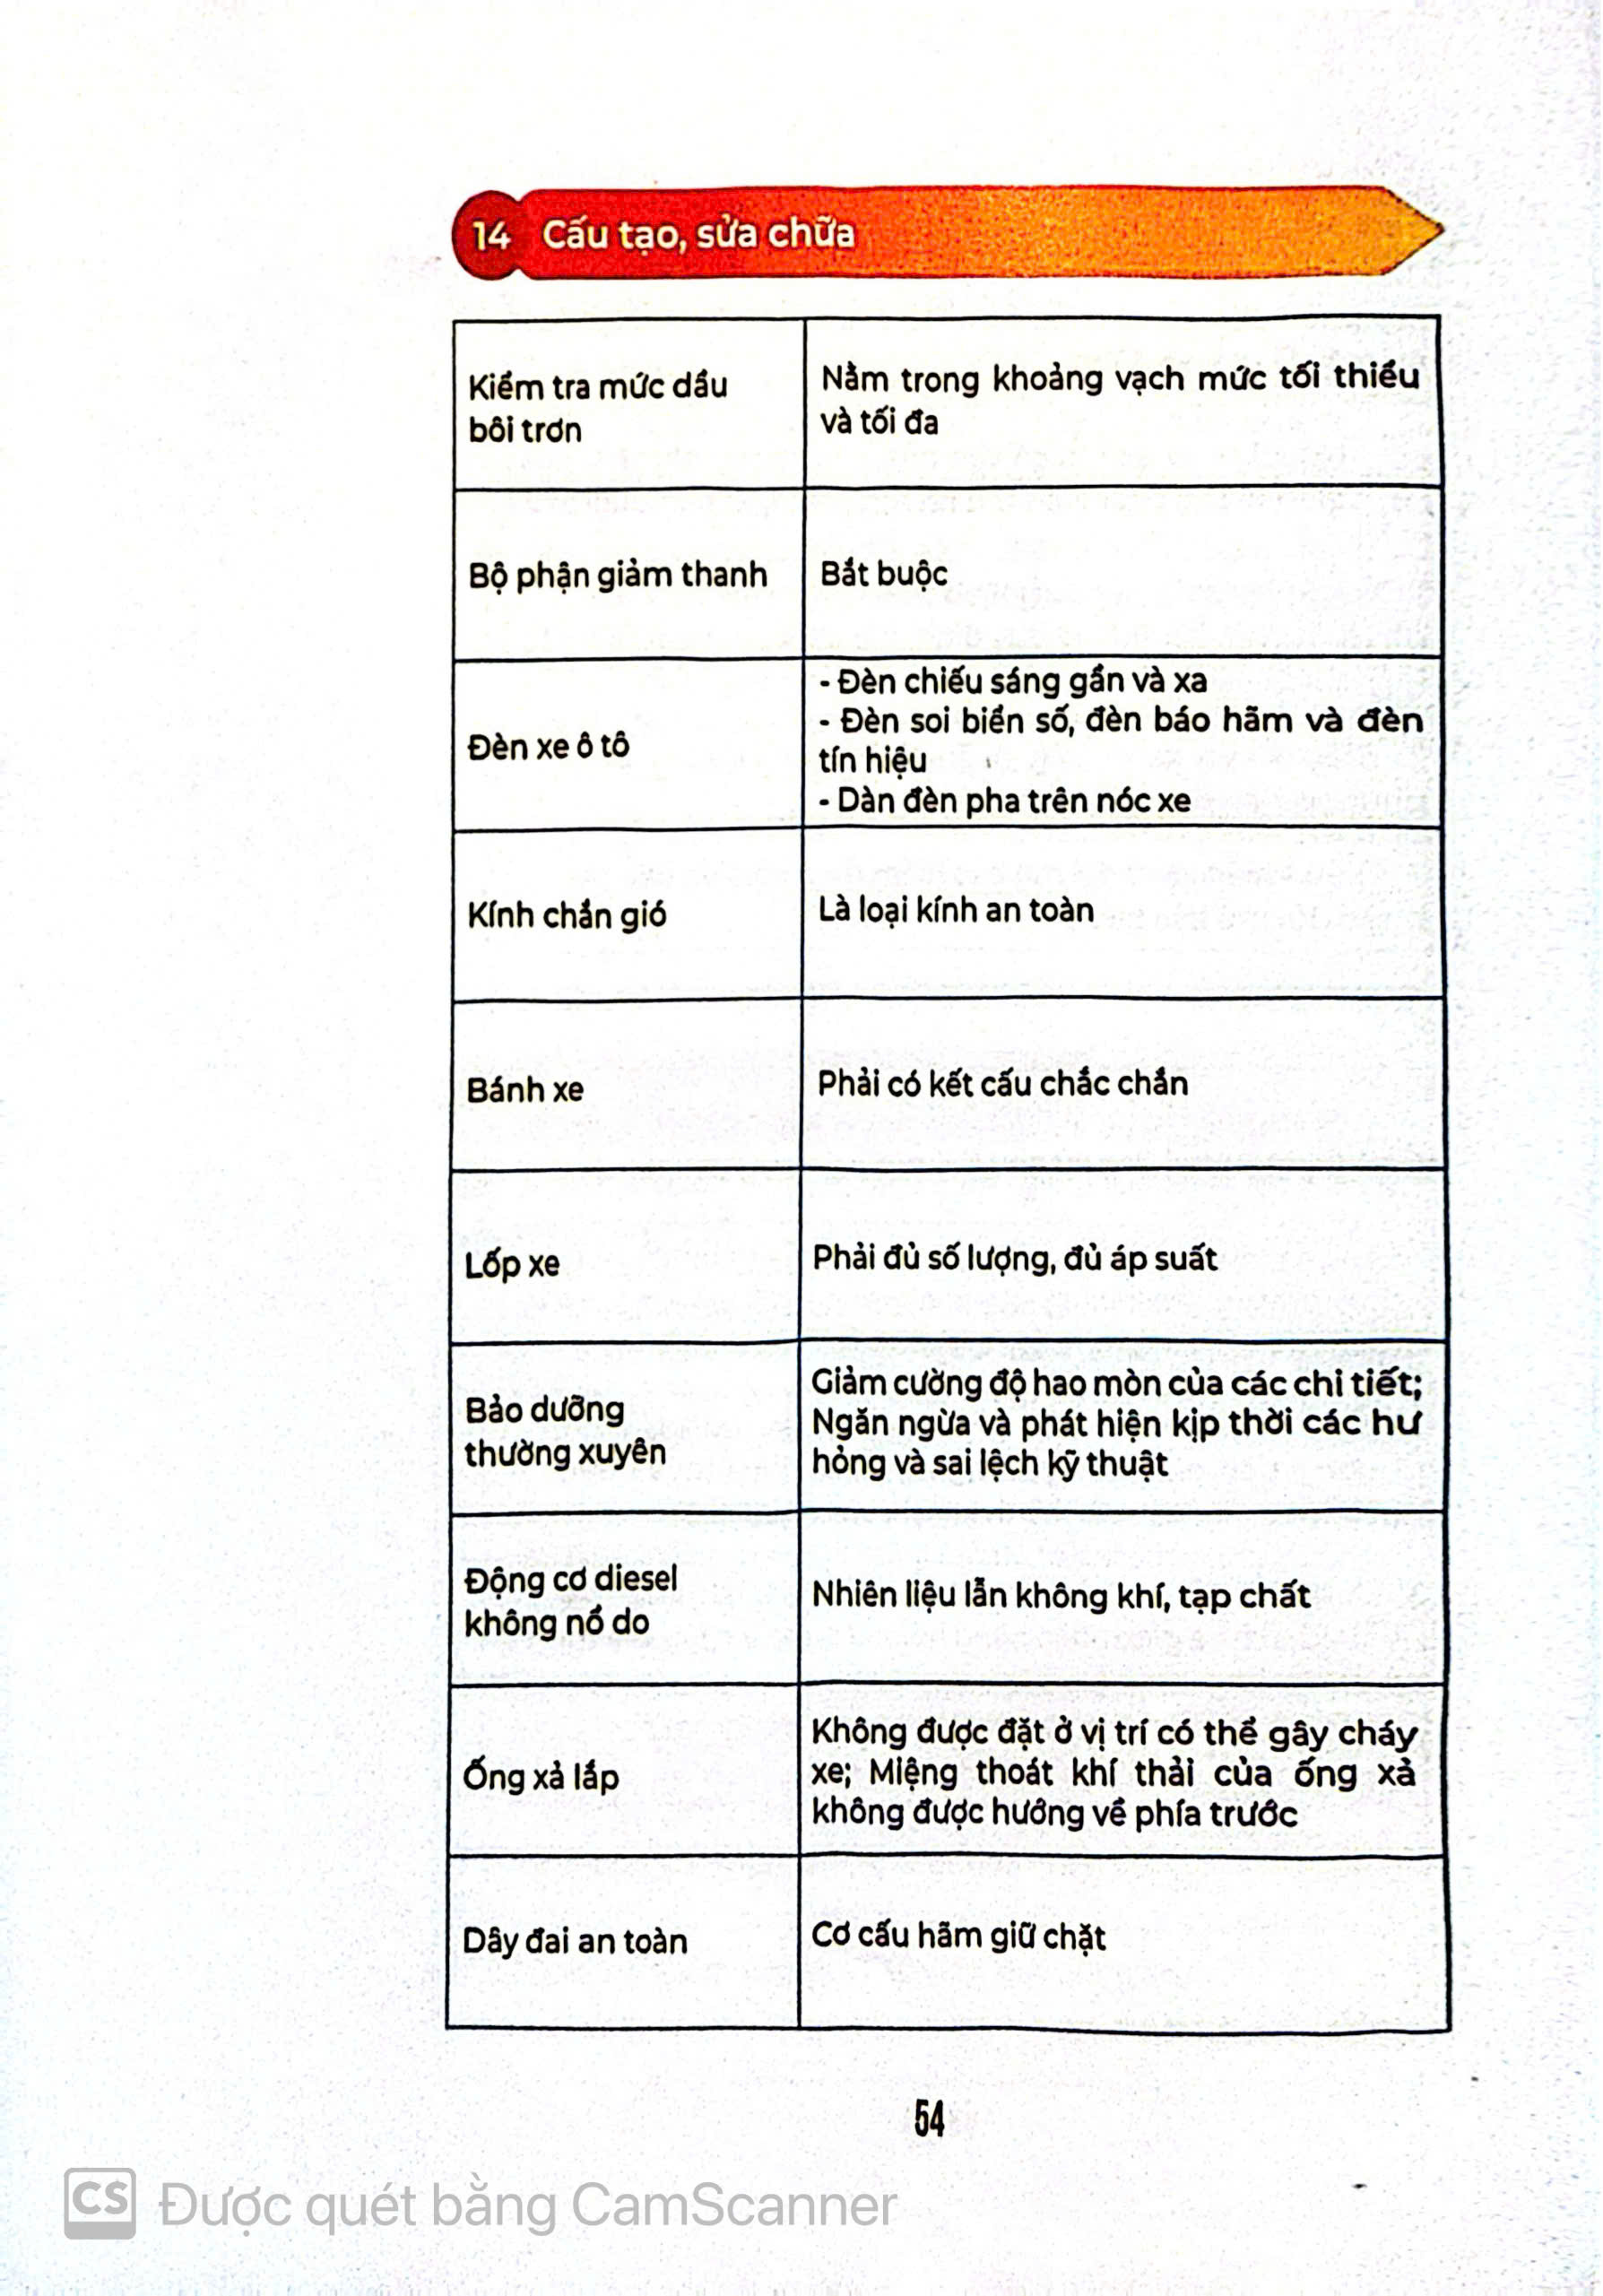 14 Cấu tạo, sửa chữa
Kiểm tra mức dầu
bôi trơn
Nằm trong khoảng vạch mức tối thiểu
và tối đa
Bộ phận giảm thanh
Bắt buộc
Đèn xe ô tô
- Đèn chiếu sáng gần và xa
- Đèn soi biển số, đèn báo hãm và đèn
tín hiệu
- Dàn đèn pha trên nóc xe
Kính chắn gió
Là loại kính an toàn
Bánh xe
Phải có kết cấu chắc chắn
Lốp xe
Phải đủ số lượng, đủ áp suất
Bảo dưỡng
thường xuyên
Giảm cường độ hao mòn của các chi tiết;
Ngăn ngừa và phát hiện kịp thời các hư
hỏng và sai lệch kỹ thuật
Động cơ diesel
không nổ do
Nhiên liệu lẫn không khí, tạp chất
Ống xả lắp
Không được đặt ở vị trí có thể gây cháy
xe; Miệng thoát khí thải của ống xả
không được hướng về phía trước
Dây đai an toàn
Cơ cấu hãm giữ chặt
54
CS Được quét bằng CamScanner